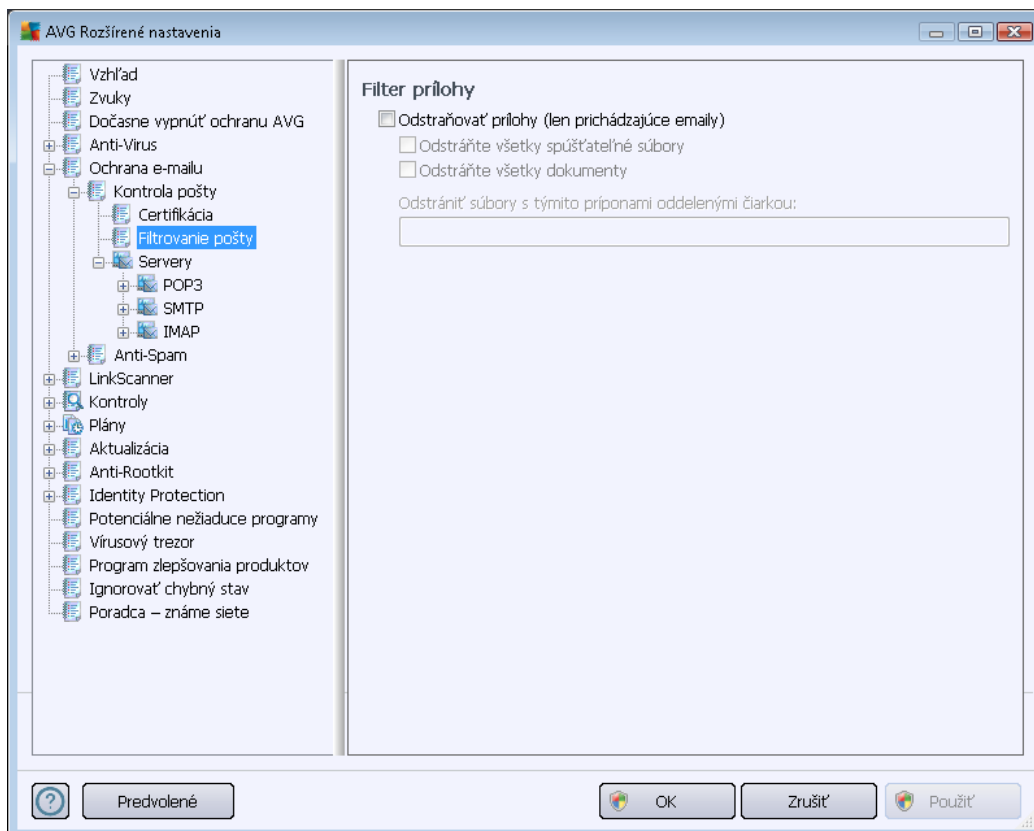 AVG Rozšírené nastavenia
Vzhľad
Zvuky
Dočasne vypnúť ochranu AVG
Anti-Virus
Ochrana e-mailu
Kontrola pošty
Certifikácia
Filtrovanie pošty
Servery
POP3
SMTP
IMAP
Anti-Spam
LinkScanner
Kontroly
Plány
Aktualizácia
Anti-Rootkit
Identity Protection
Potenciálne nežiaduce programy
Vírusový trezor
Program zlepšovania produktov
Ignorovať chybný stav
Poradca – známe siete
Filter prílohy
Odstraňovať prílohy (len prichádzajúce emaily)
Odstráňte všetky spúšťateľné súbory
Odstráňte všetky dokumenty
Odstrániť súbory s týmito príponami oddelenými čiarkou:
Predvolené
OK
Zrušiť
Použiť